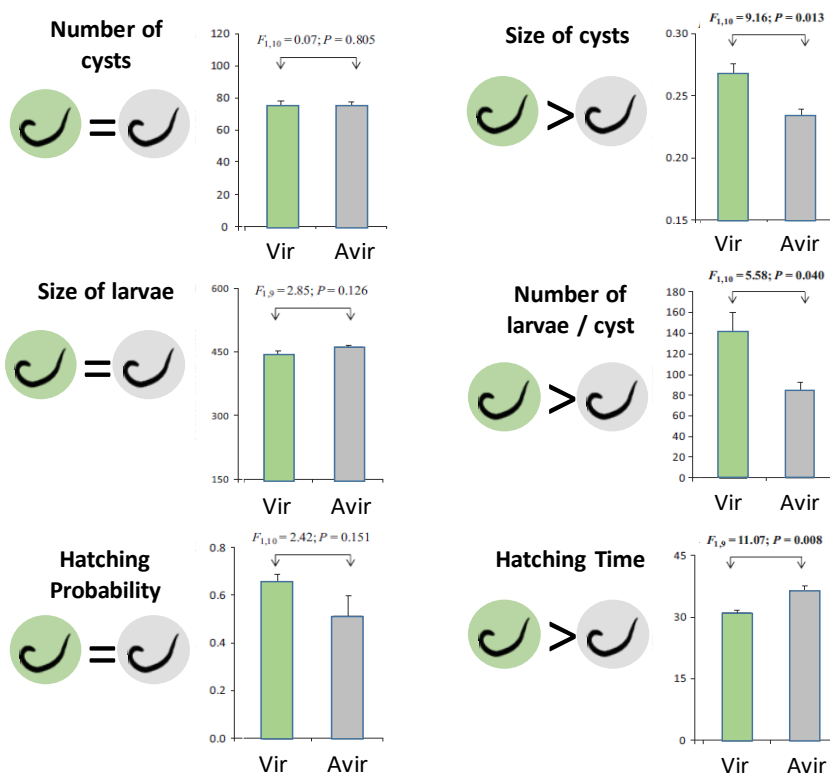 Number of
cysts
=
F1,10 = 0.07; P = 0.805
120
100
80
60
40
20
0
Vir Avir
Size of cysts
>
F1,10 = 9.16; P = 0.013
0.30
0.25
0.20
0.15
Vir Avir
Size of larvae
=
F1,9 = 2.85; P = 0.126
600
450
300
150
Vir Avir
Number of
larvae / cyst
>
F1,10 = 5.58; P = 0.040
180
160
140
120
100
80
60
40
20
0
Vir Avir
Hatching
Probability
=
F1,10 = 2.42; P = 0.151
0.8
0.6
0.4
0.2
0.0
Vir Avir
Hatching Time
>
F1,9 = 11.07; P = 0.008
45
30
15
0
Vir Avir